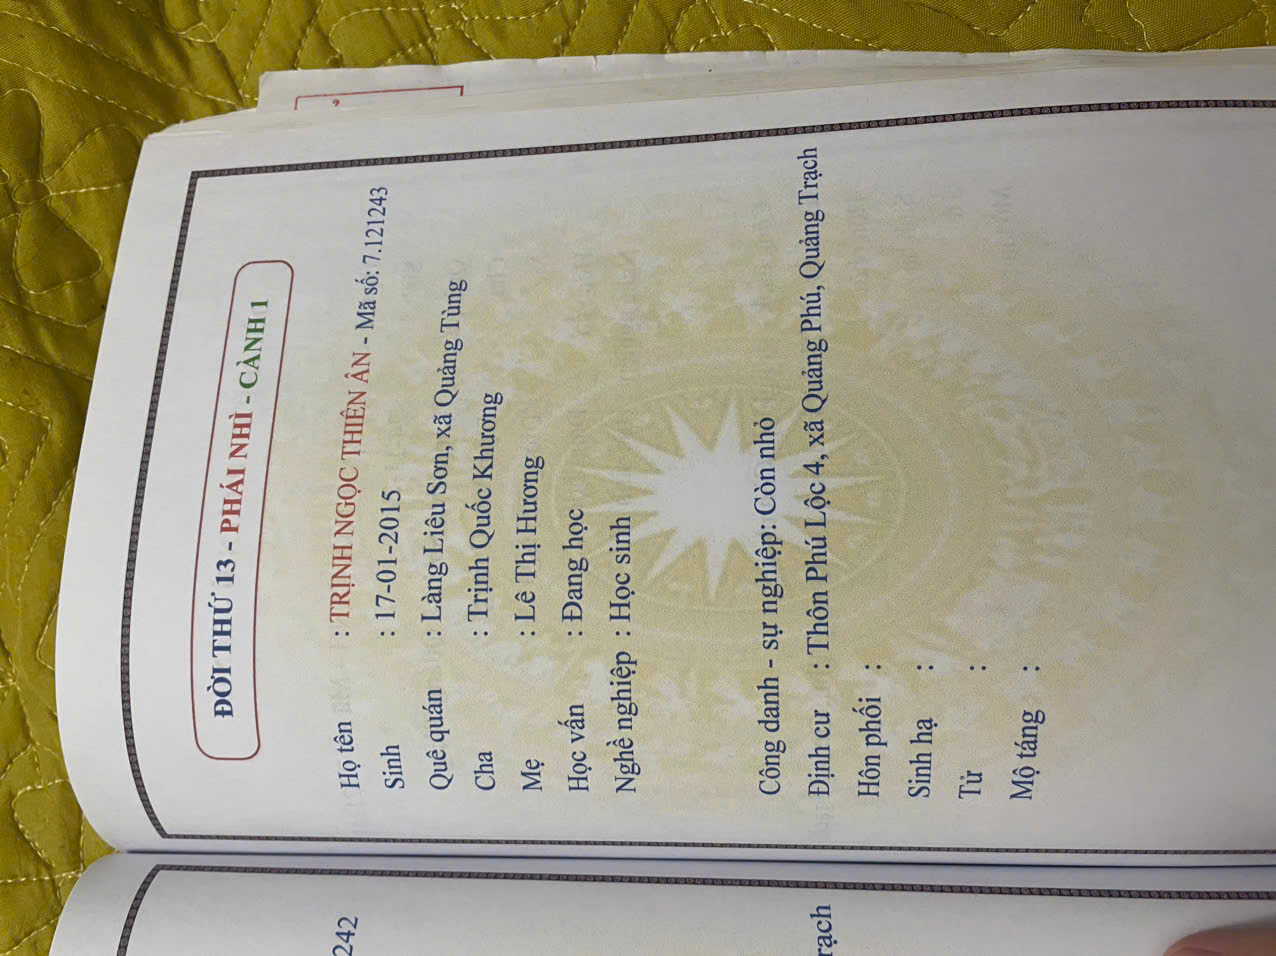 ĐỜI THỨ 13 - PHÁI NHÌ - CÀNH 1
Họ tên : TRỊNH NGỌC THIÊN ÂN - Mã số: 7.121243
Sinh : 17-01-2015
Quê quán : Làng Liêu Sơn, xã Quảng Tùng
Cha : Trịnh Quốc Khương
Mẹ : Lê Thị Hương
Học vấn : Đang học
Nghề nghiệp : Học sinh
Công danh - sự nghiệp: Còn nhỏ
Định cư : Thôn Phú Lộc 4, xã Quảng Phú, Quảng Trạch
Hôn phối :
Sinh hạ :
Tử :
Mộ táng :
242
rạch